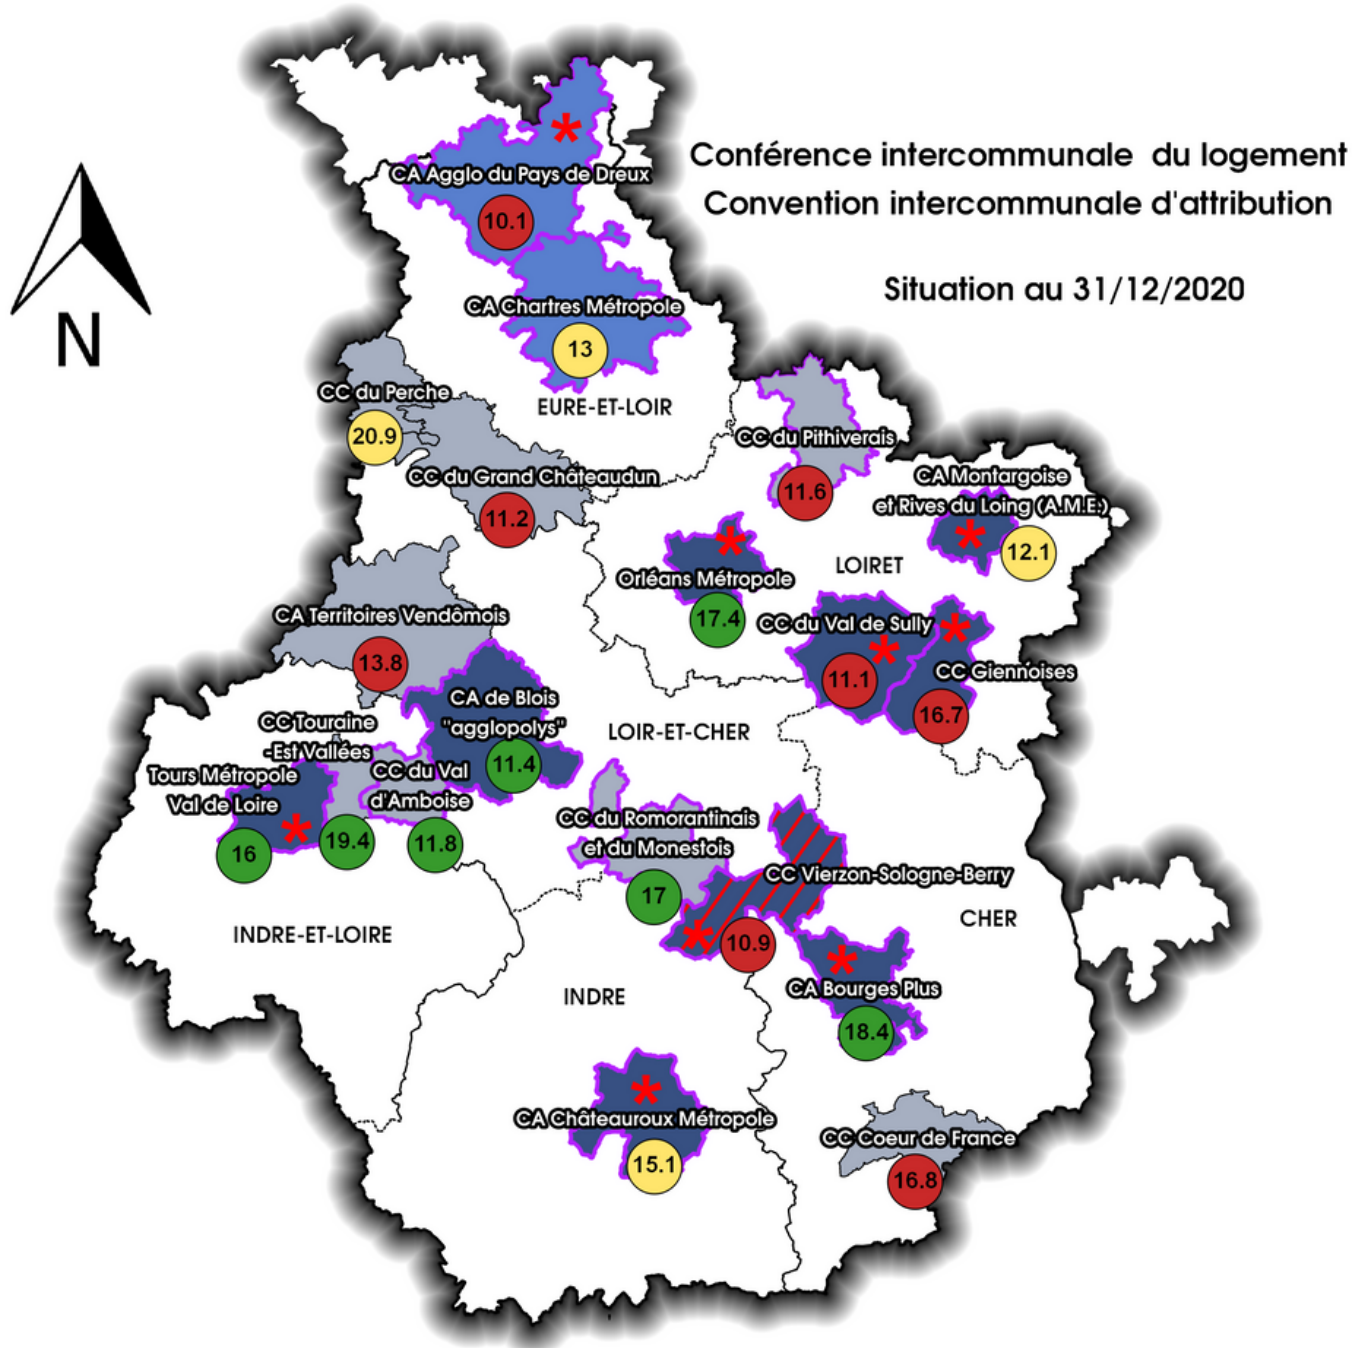 Conférence intercommunale du logement
Convention intercommunale d'attribution
Situation au 31/12/2020
N
CA Agglo du Pays de Dreux
10.1
CA Chartres Métropole
13
EURE-ET-LOIR
CC du Perche
20.9
CC du Grand Châteaudun
11.2
CC du Pithiverais
11.6
CA Montargoise
et Rives du Loing (A.M.E.)
12.1
LOIRET
Orléans Métropole
17.4
CC du Val de Sully
11.1
CC Giennoises
16.7
CA Territoires Vendômois
13.8
CA de Blois
"agglopolys"
11.4
LOIR-ET-CHER
CC Touraine
-Est Vallées
19.4
Tours Métropole
Val de Loire
16
CC du Val
d'Amboise
11.8
CC du Romorantinais
et du Monestois
17
CC Vierzon-Sologne-Berry
10.9
CHER
INDRE-ET-LOIRE
INDRE
CA Bourges Plus
18.4
CA Châteauroux Métropole
15.1
CC Coeur de France
16.8